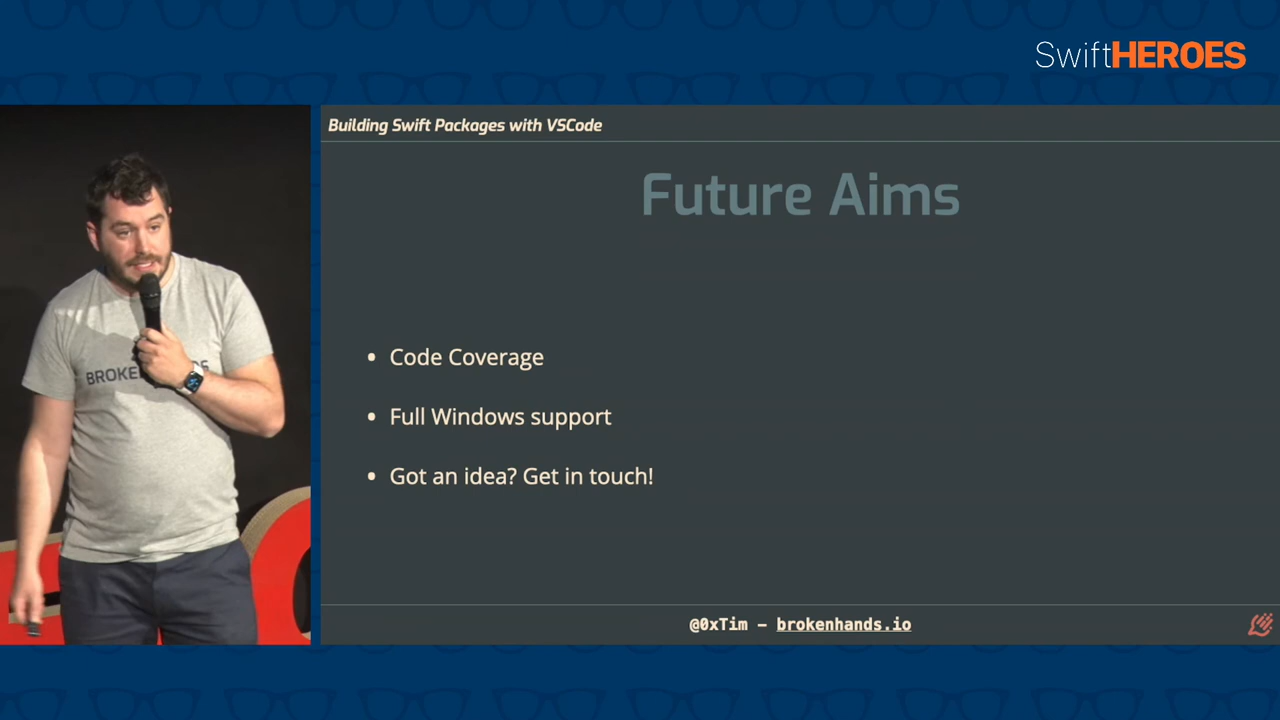 SwiftHEROES
Building Swift Packages with VSCode
Future Aims
• Code Coverage
• Full Windows support
• Got an idea? Get in touch!
@0xTim – brokenhands.io